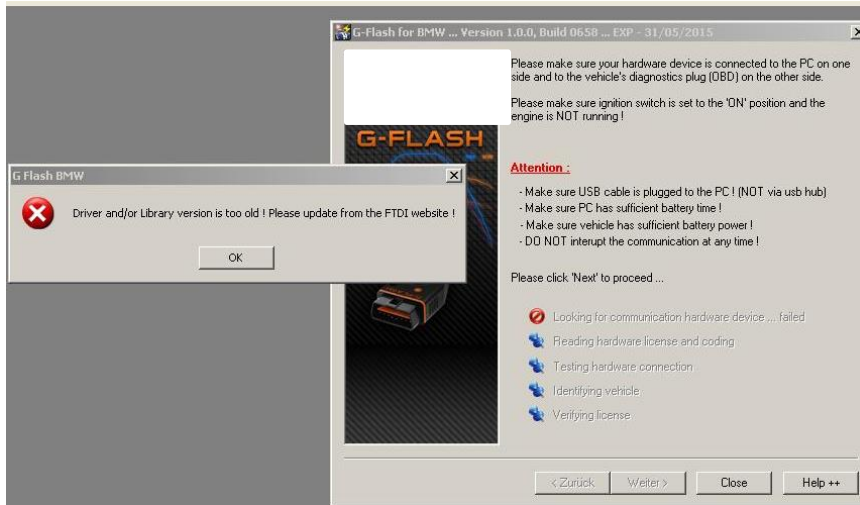 G-Flash for BMW ... Version 1.0.0, Build 0658 ... EXP - 31/05/2015
Please make sure your hardware device is connected to the PC on one
side and to the vehicle's diagnostics plug (OBD) on the other side.
Please make sure ignition switch is set to the 'ON' position and the
engine is NOT running !
G-FLASH
Attention :
- Make sure USB cable is plugged to the PC ! (NOT via usb hub)
- Make sure PC has sufficient battery time !
- Make sure vehicle has sufficient battery power !
- DO NOT interupt the communication at any time !
Please click 'Next' to proceed ...
Looking for communication hardware device ... failed
Reading hardware license and coding
Testing hardware connection
Identifying vehicle
Verifying license
< Zurück
Weiter >
Close
Help ++
G Flash BMW
Driver and/or Library version is too old ! Please update from the FTDI website !
OK